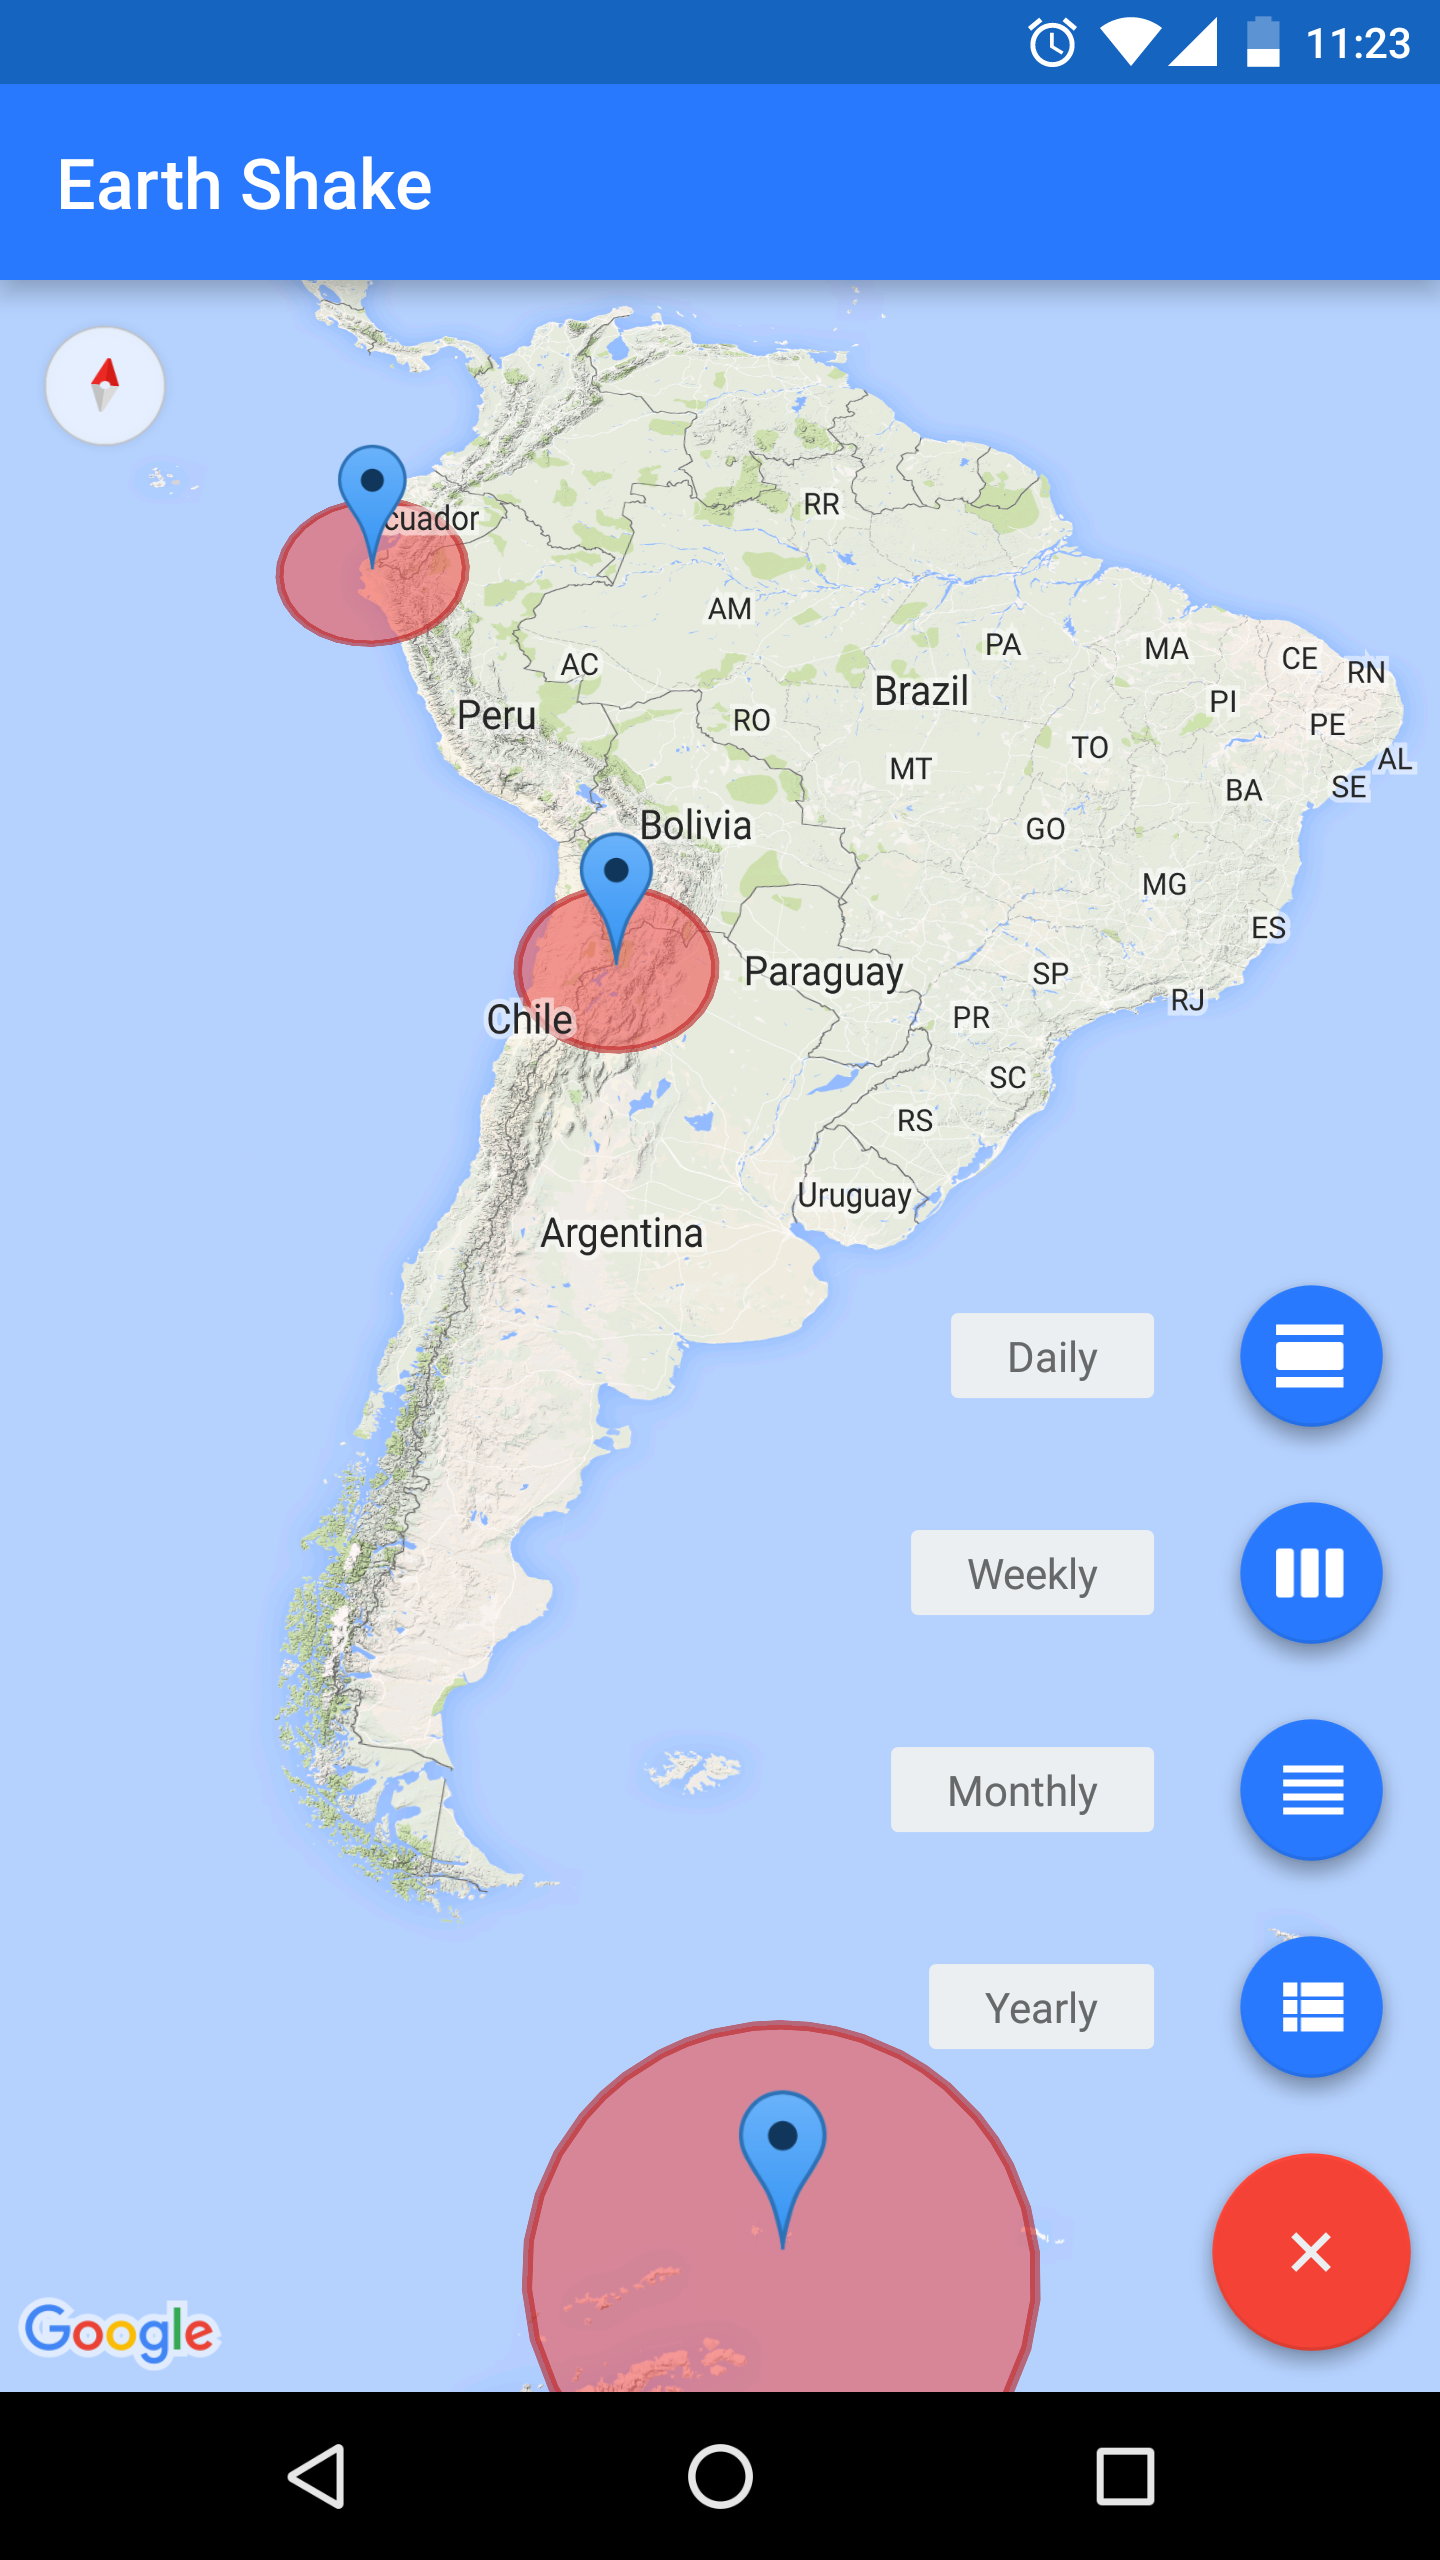 11:23
Earth Shake
cuador
RR
AM
PA
MA
CE
RN
AC
Brazil
PI
Peru
RO
PE
TO
AL
MT
SE
BA
Bolivia
GO
MG
ES
Paraguay
SP
RJ
Chile
PR
SC
RS
Uruguay
Argentina
Daily
Weekly
Monthly
Yearly
Google